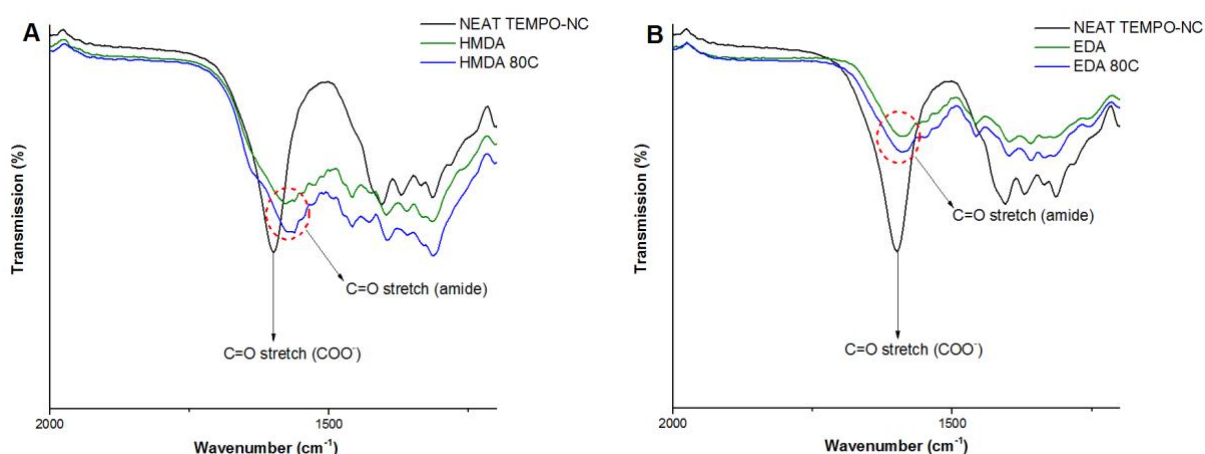 A
NEAT TEMPO-NC
HMDA
HMDA 80C
Transmission (%)
C=O stretch (amide)
C=O stretch (COO⁻)
2000
1500
Wavenumber (cm⁻¹)
B
NEAT TEMPO-NC
EDA
EDA 80C
Transmission (%)
C=O stretch (amide)
C=O stretch (COO⁻)
2000
1500
Wavenumber (cm⁻¹)